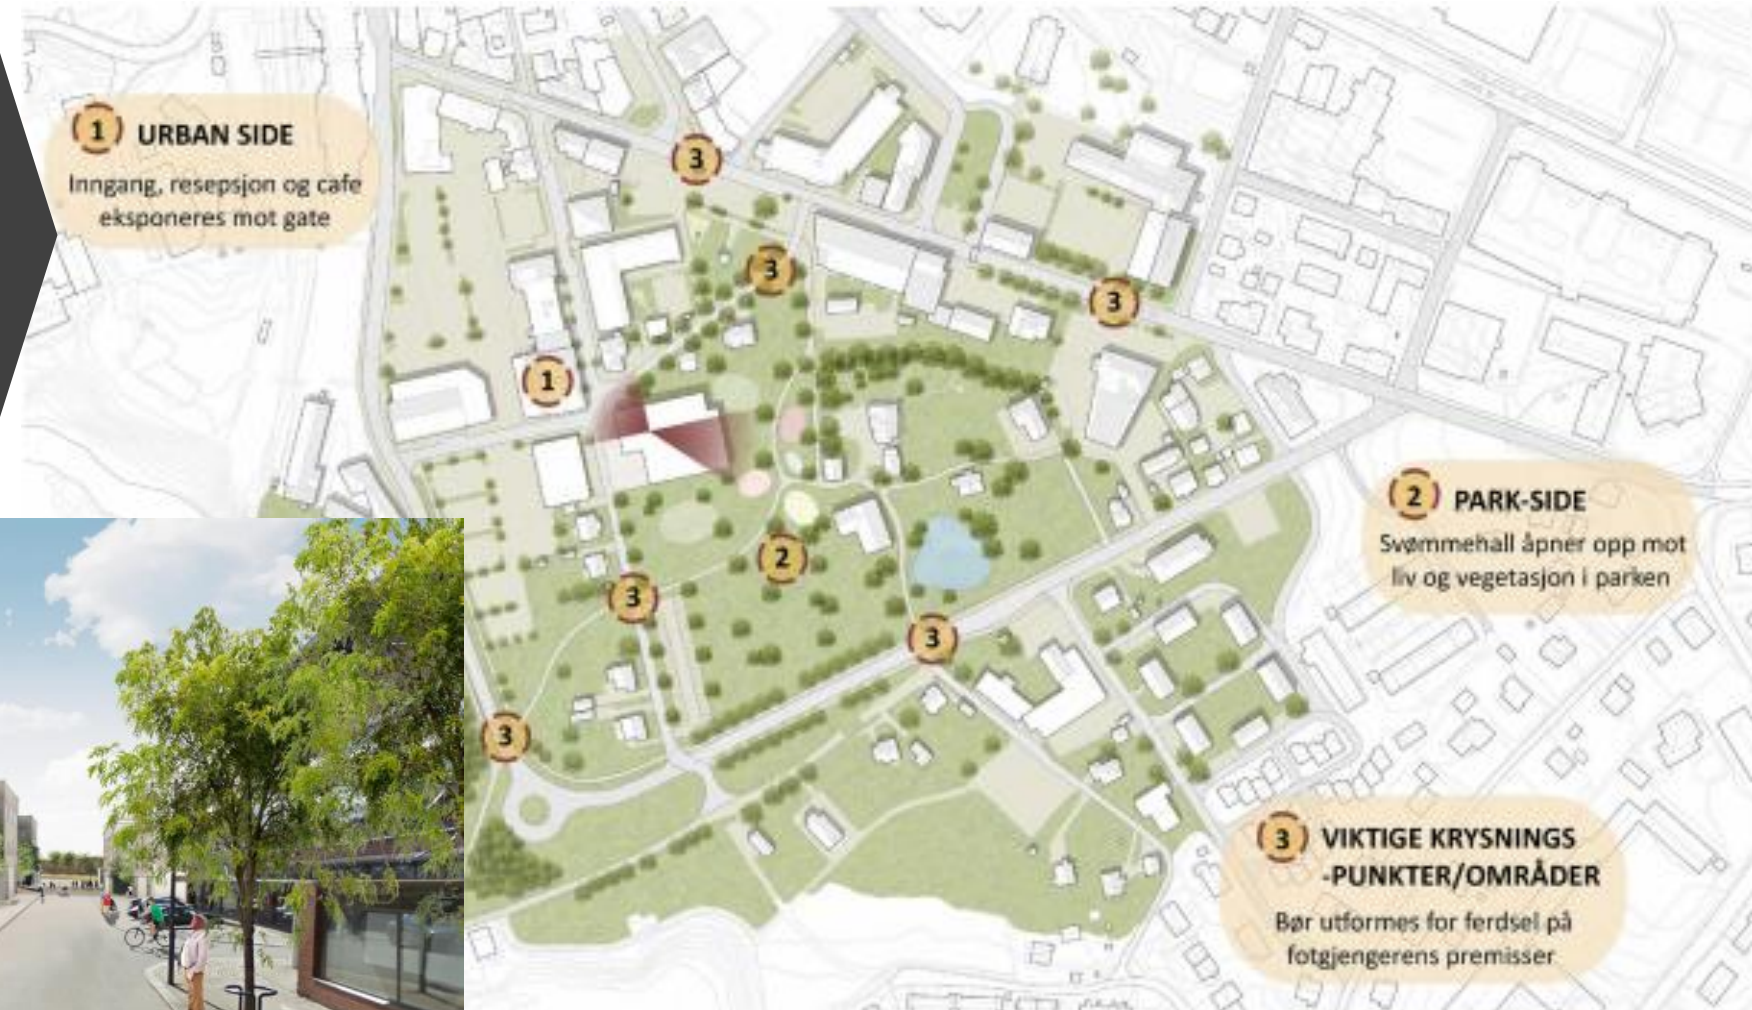 1 URBAN SIDE
Inngang, resepsjon og cafe
eksponeres mot gate
3
3
3
1
2 PARK-SIDE
Svømmehall åpner opp mot
liv og vegetasjon i parken
2
3
3
3
3 VIKTIGE KRYSNINGS
-PUNKTER/OMRÅDER
Bør utformes for ferdsel på
fotgjengerens premisser